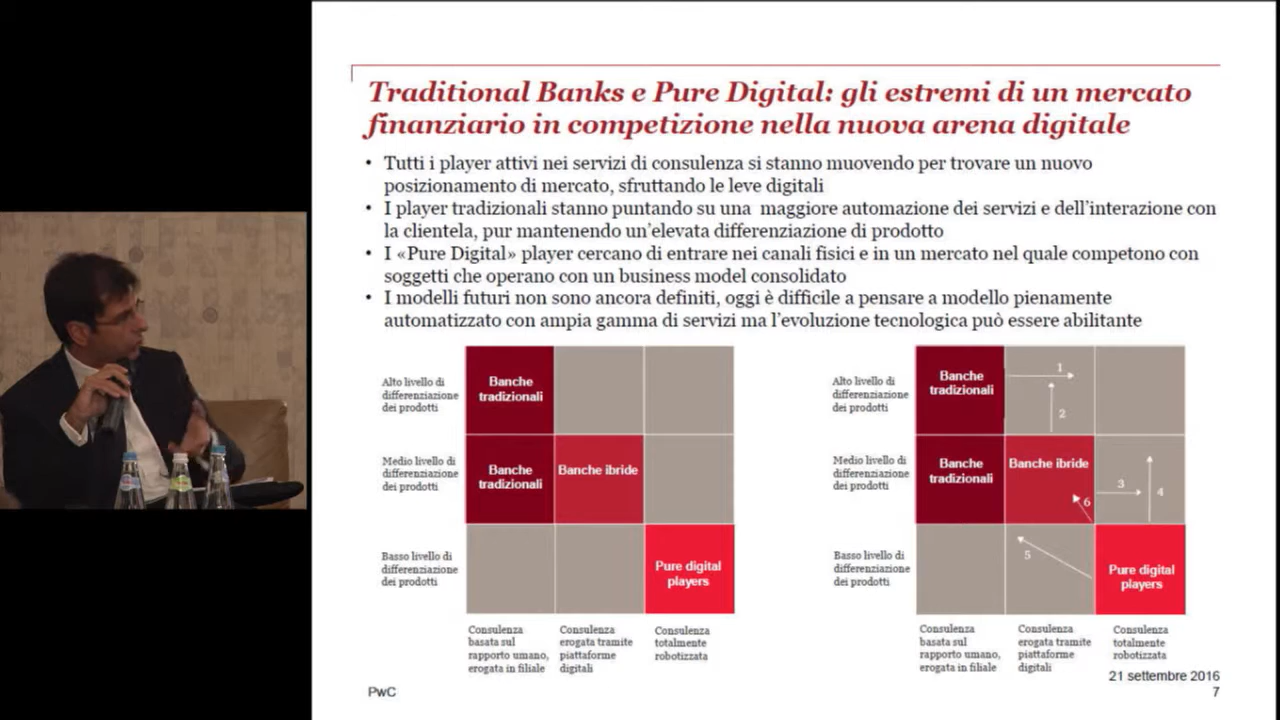 Traditional Banks e Pure Digital: gli estremi di un mercato
finanziario in competizione nella nuova arena digitale
• Tutti i player attivi nei servizi di consulenza si stanno muovendo per trovare un nuovo
posizionamento di mercato, sfruttando le leve digitali
• I player tradizionali stanno puntando su una maggiore automazione dei servizi e dell'interazione con
la clientela, pur mantenendo un'elevata differenziazione di prodotto
• I «Pure Digital» player cercano di entrare nei canali fisici e in un mercato nel quale competono con
soggetti che operano con un business model consolidato
• I modelli futuri non sono ancora definiti, oggi è difficile a pensare a modello pienamente
automatizzato con ampia gamma di servizi ma l'evoluzione tecnologica può essere abilitante
Alto livello di
differenziazione
dei prodotti
Banche
tradizionali
Medio livello di
differenziazione
dei prodotti
Banche
tradizionali
Banche ibride
Basso livello di
differenziazione
dei prodotti
Pure digital
players
Consulenza
basata sul
rapporto umano,
erogata in filiale
Consulenza
erogata tramite
piattaforme
digitali
Consulenza
totalmente
robotizzata
Alto livello di
differenziazione
dei prodotti
Banche
tradizionali
1
2
Medio livello di
differenziazione
dei prodotti
Banche
tradizionali
Banche ibride
6
3
4
Basso livello di
differenziazione
dei prodotti
5
Pure digital
players
Consulenza
basata sul
rapporto umano,
erogata in filiale
Consulenza
erogata tramite
piattaforme
digitali
Consulenza
totalmente
robotizzata
PwC
21 settembre 2016
7